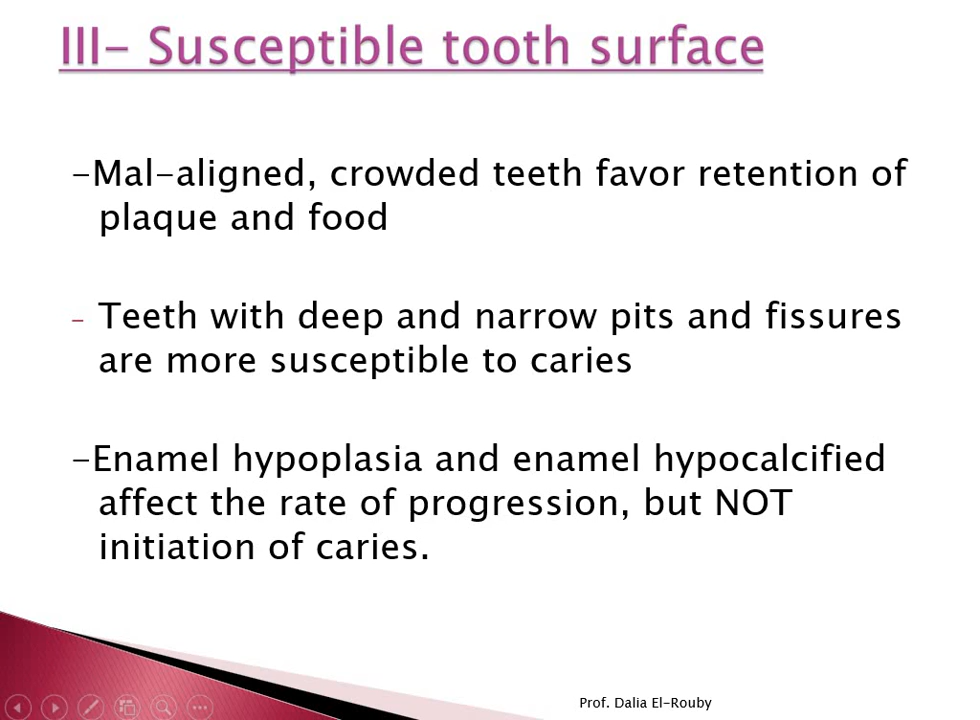 III- Susceptible tooth surface
-Mal-aligned, crowded teeth favor retention of
plaque and food
- Teeth with deep and narrow pits and fissures
are more susceptible to caries
-Enamel hypoplasia and enamel hypocalcified
affect the rate of progression, but NOT
initiation of caries.
Prof. Dalia El-Rouby